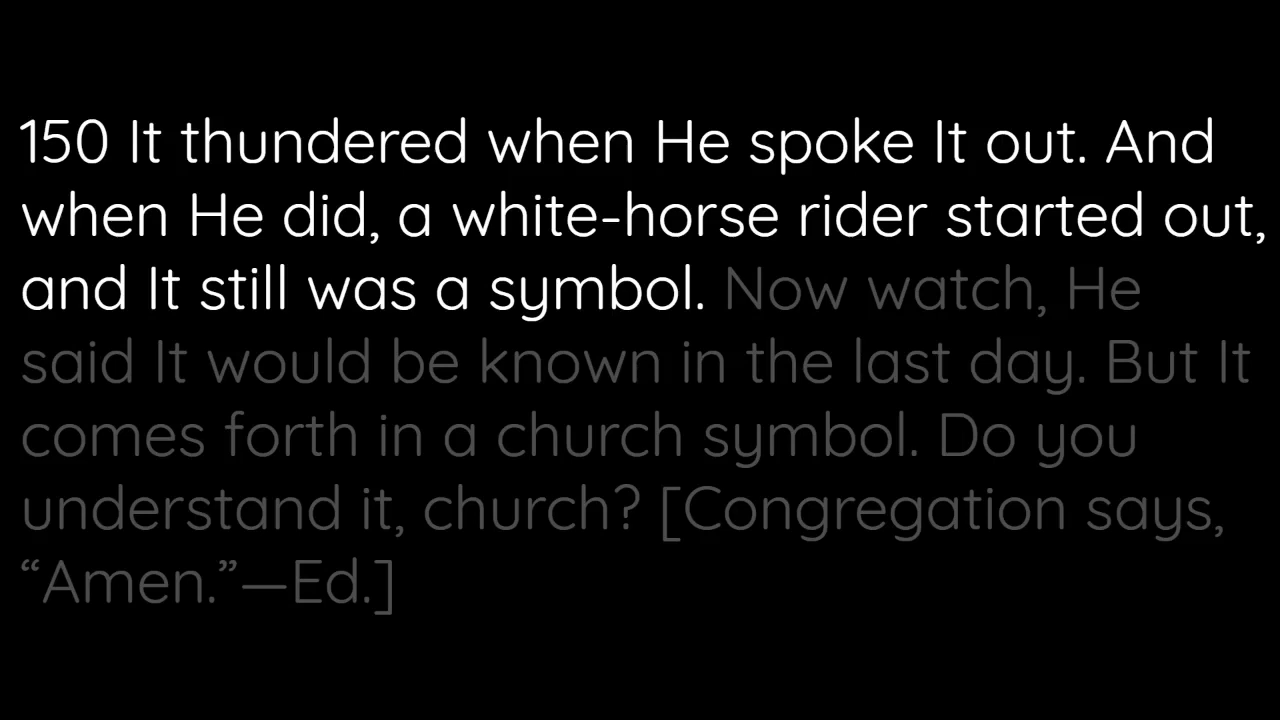 150 It thundered when He spoke It out. And
when He did, a white-horse rider started out,
and It still was a symbol. Now watch, He
said It would be known in the last day. But It
comes forth in a church symbol. Do you
understand it, church? [Congregation says,
“Amen.”—Ed.]